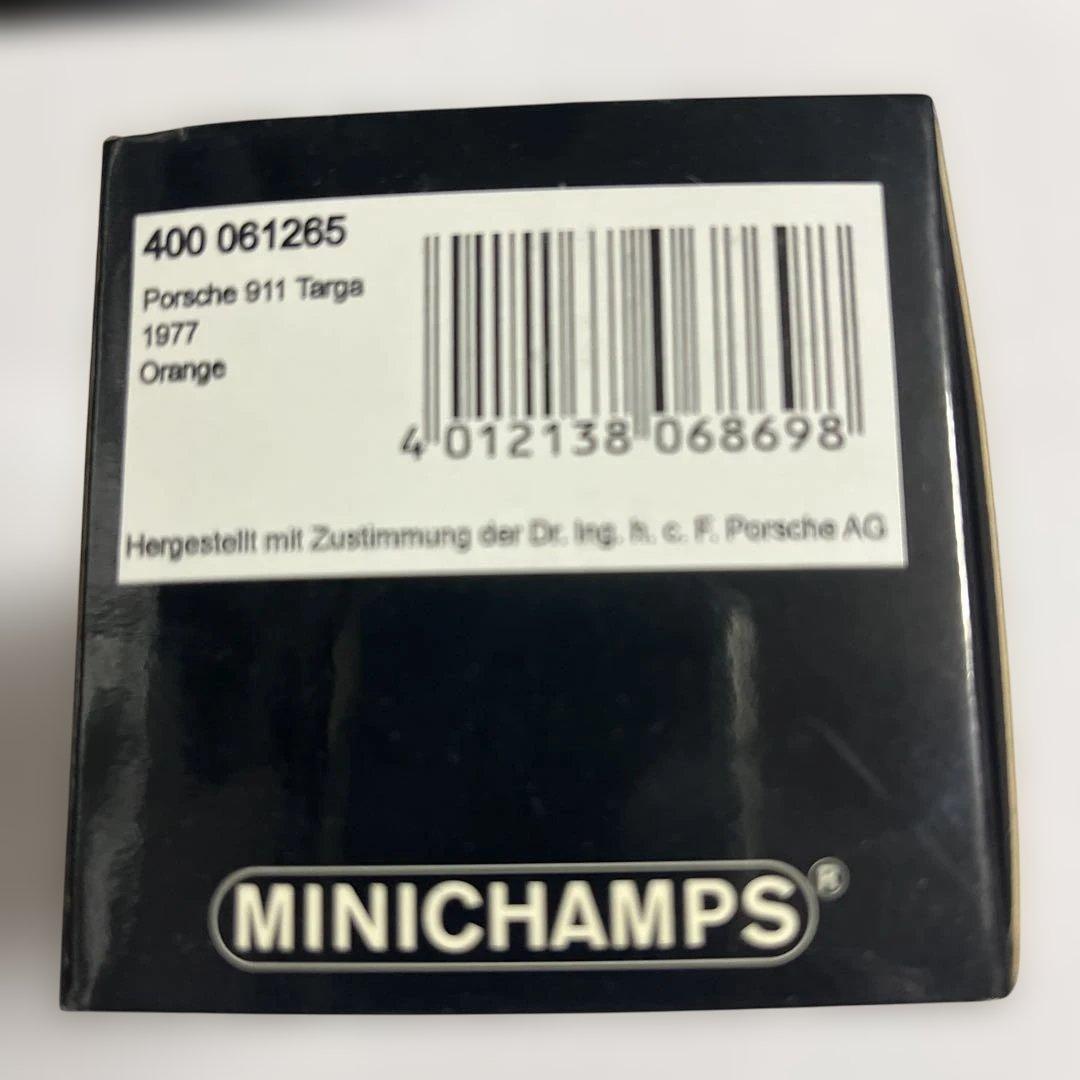 400 061265
Porsche 911 Targa
1977
Orange
4 012138 068698
Hergestellt mit Zustimmung der Dr. Ing. h. c. F. Porsche AG
MINICHAMPS®